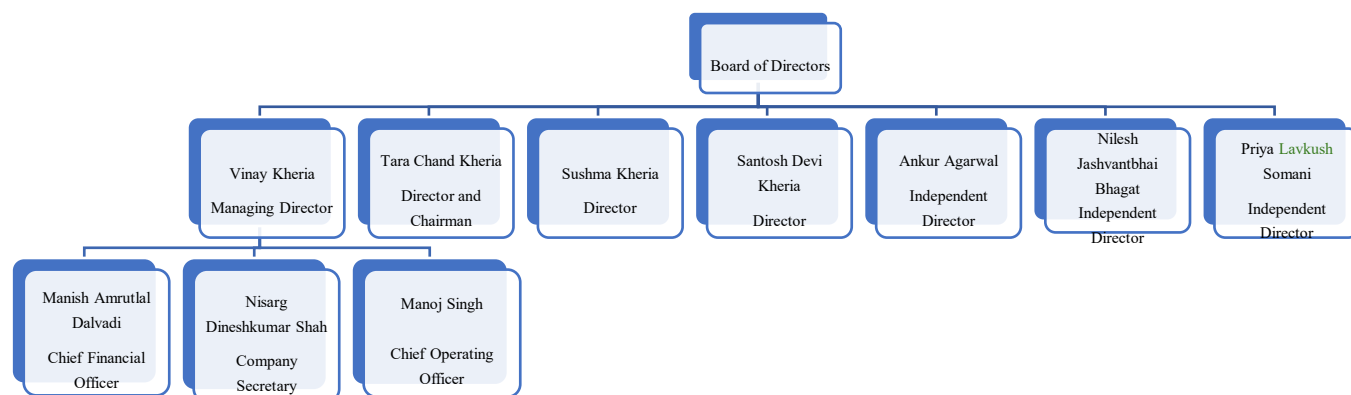 Board of Directors
Vinay Kheria
Managing Director
Tara Chand Kheria
Director and
Chairman
Sushma Kheria
Director
Santosh Devi
Kheria
Director
Ankur Agarwal
Independent
Director
Nilesh
Jashvantbhai
Bhagat
Independent
Director
Priya Lavkush
Somani
Independent
Director
Manish Amrutlal
Dalvadi
Chief Financial
Officer
Nisarg
Dineshkumar Shah
Company
Secretary
Manoj Singh
Chief Operating
Officer